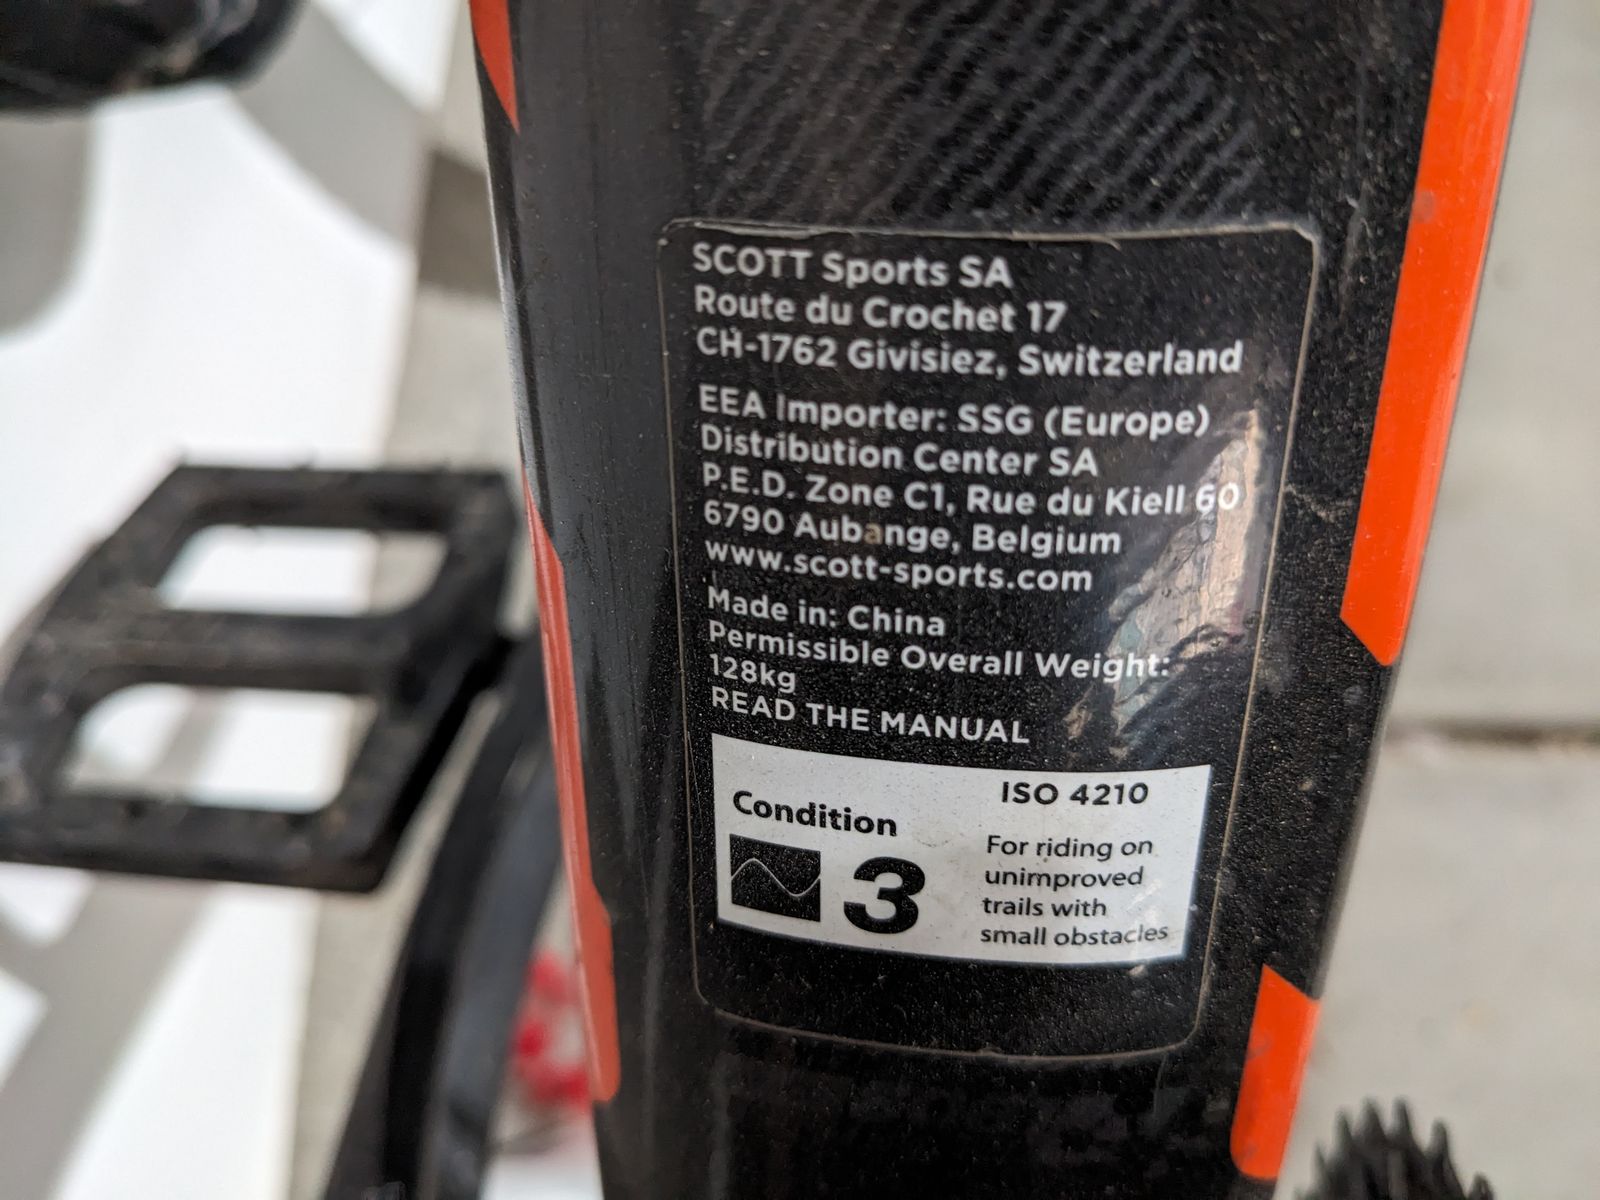 SCOTT Sports SA
Route du Crochet 17
CH-1762 Givisiez, Switzerland
EEA Importer: SSG (Europe)
Distribution Center SA
P.E.D. Zone C1, Rue du Kiell 60
6790 Aubange, Belgium
www.scott-sports.com
Made in: China
Permissible Overall Weight:
128kg
READ THE MANUAL
ISO 4210
Condition
3
For riding on
unimproved
trails with
small obstacles